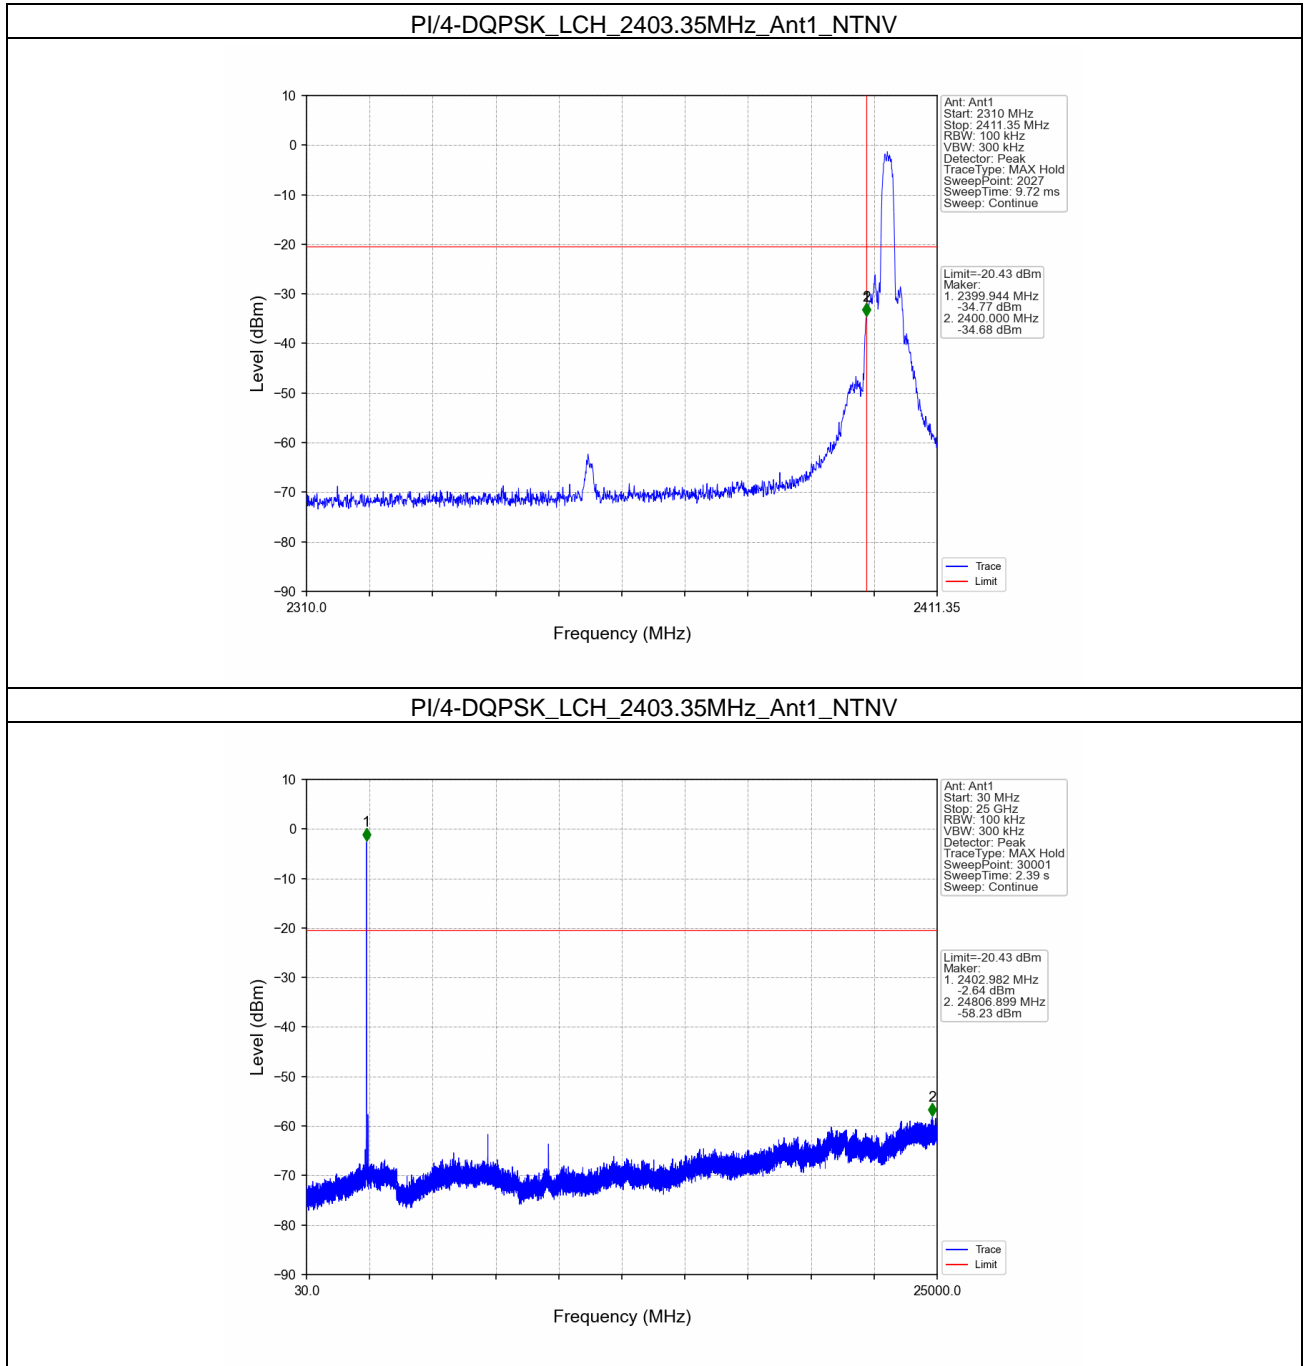 PI/4-DQPSK_LCH_2403.35MHz_Ant1_NTNV
10
0
−10
−20
−30
−40
−50
−60
−70
−80
−90
Level (dBm)
2310.0
2411.35
Frequency (MHz)
2
Ant: Ant1
Start: 2310 MHz
Stop: 2411.35 MHz
RBW: 100 kHz
VBW: 300 kHz
Detector: Peak
TraceType: MAX Hold
SweepPoint: 2027
SweepTime: 9.72 ms
Sweep: Continue
Limit=-20.43 dBm
Maker:
1. 2399.944 MHz
-34.77 dBm
2. 2400.000 MHz
-34.68 dBm
Trace
Limit
PI/4-DQPSK_LCH_2403.35MHz_Ant1_NTNV
10
0
−10
−20
−30
−40
−50
−60
−70
−80
−90
Level (dBm)
30.0
25000.0
Frequency (MHz)
1
2
Ant: Ant1
Start: 30 MHz
Stop: 25 GHz
RBW: 100 kHz
VBW: 300 kHz
Detector: Peak
TraceType: MAX Hold
SweepPoint: 30001
SweepTime: 2.39 s
Sweep: Continue
Limit=-20.43 dBm
Maker:
1. 2402.982 MHz
-2.64 dBm
2. 24806.899 MHz
-58.23 dBm
Trace
Limit